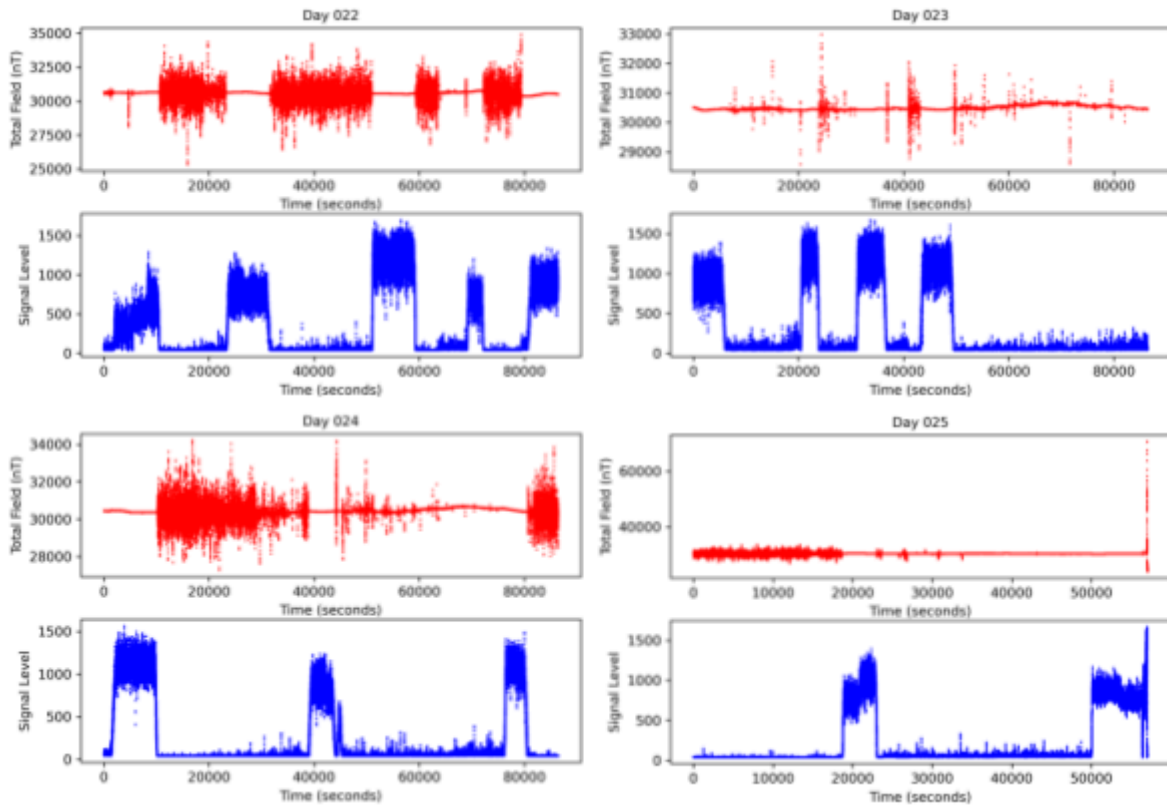 Day 022
Total Field (nT)
35000
32500
30000
27500
25000
0 20000 40000 60000 80000
Time (seconds)
Signal Level
1500
1000
500
0
0 20000 40000 60000 80000
Time (seconds)
Day 023
Total Field (nT)
33000
32000
31000
30000
29000
0 20000 40000 60000 80000
Time (seconds)
Signal Level
1500
1000
500
0
0 20000 40000 60000 80000
Time (seconds)
Day 024
Total Field (nT)
34000
32000
30000
28000
0 20000 40000 60000 80000
Time (seconds)
Signal Level
1500
1000
500
0
0 20000 40000 60000 80000
Time (seconds)
Day 025
Total Field (nT)
60000
40000
0 10000 20000 30000 40000 50000
Time (seconds)
Signal Level
1500
1000
500
0
10000 20000 30000 40000 50000
Time (seconds)